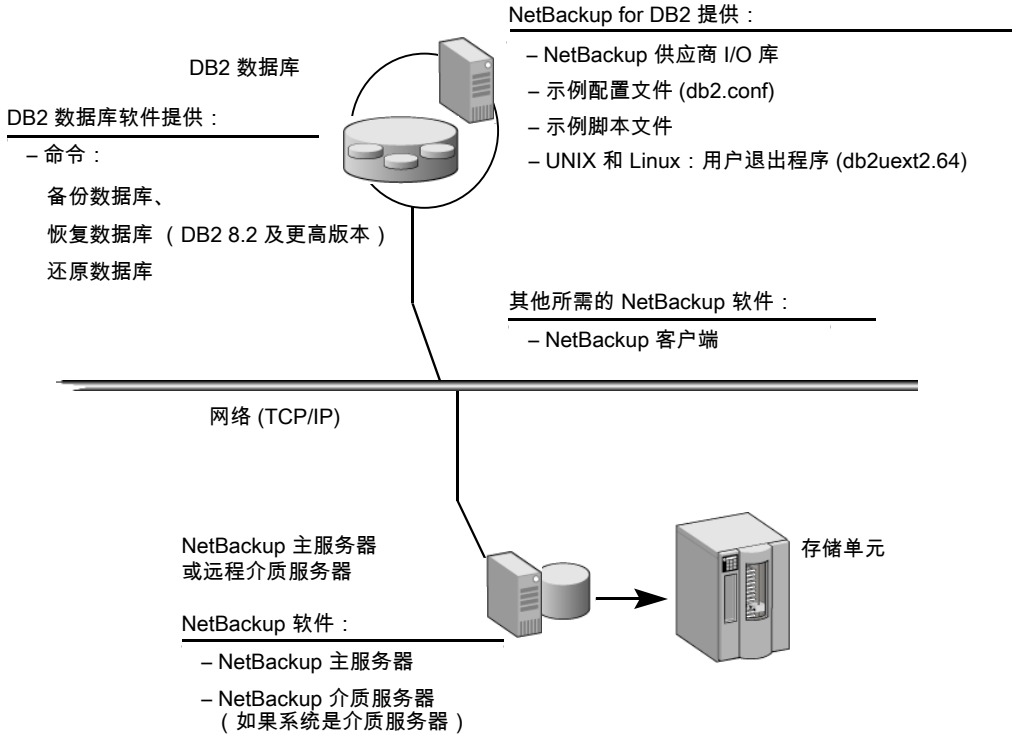 NetBackup for DB2 提供：
– NetBackup 供应商 I/O 库
– 示例配置文件 (db2.conf)
– 示例脚本文件
– UNIX 和 Linux：用户退出程序 (db2uext2.64)
DB2 数据库
DB2 数据库软件提供：
– 命令：
备份数据库、
恢复数据库 （DB2 8.2 及更高版本）
还原数据库
其他所需的 NetBackup 软件：
– NetBackup 客户端
网络 (TCP/IP)
NetBackup 主服务器
或远程介质服务器
存储单元
NetBackup 软件：
– NetBackup 主服务器
– NetBackup 介质服务器
（如果系统是介质服务器）